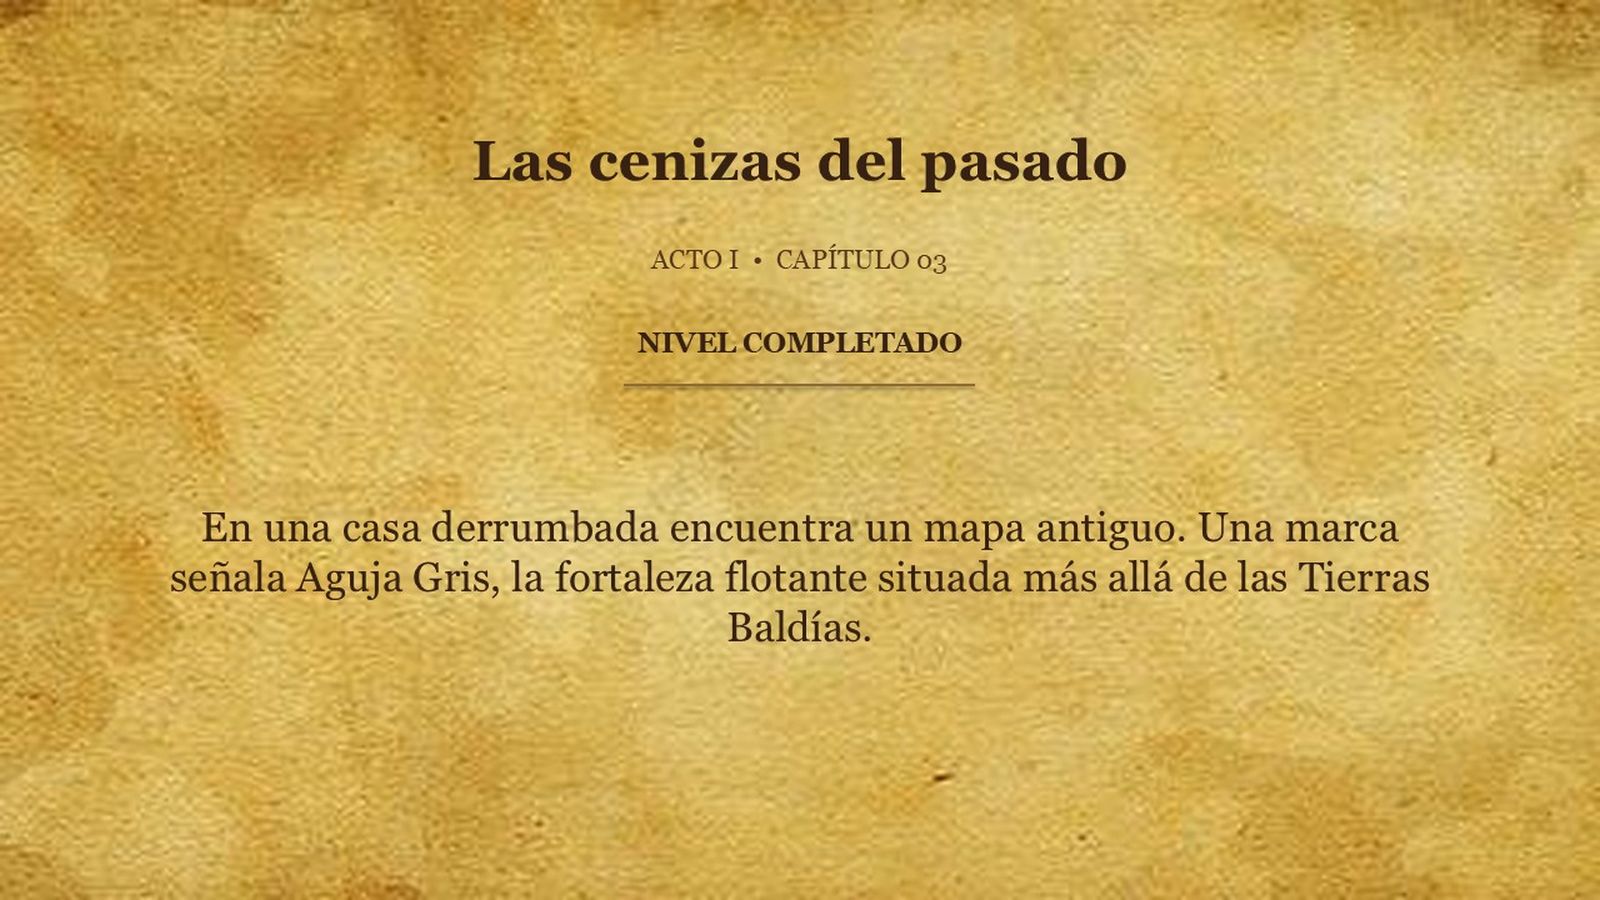 Las cenizas del pasado
ACTO I • CAPÍTULO 03
NIVEL COMPLETADO
En una casa derrumbada encuentra un mapa antiguo. Una marca
señala Aguja Gris, la fortaleza flotante situada más allá de las Tierras
Baldías.